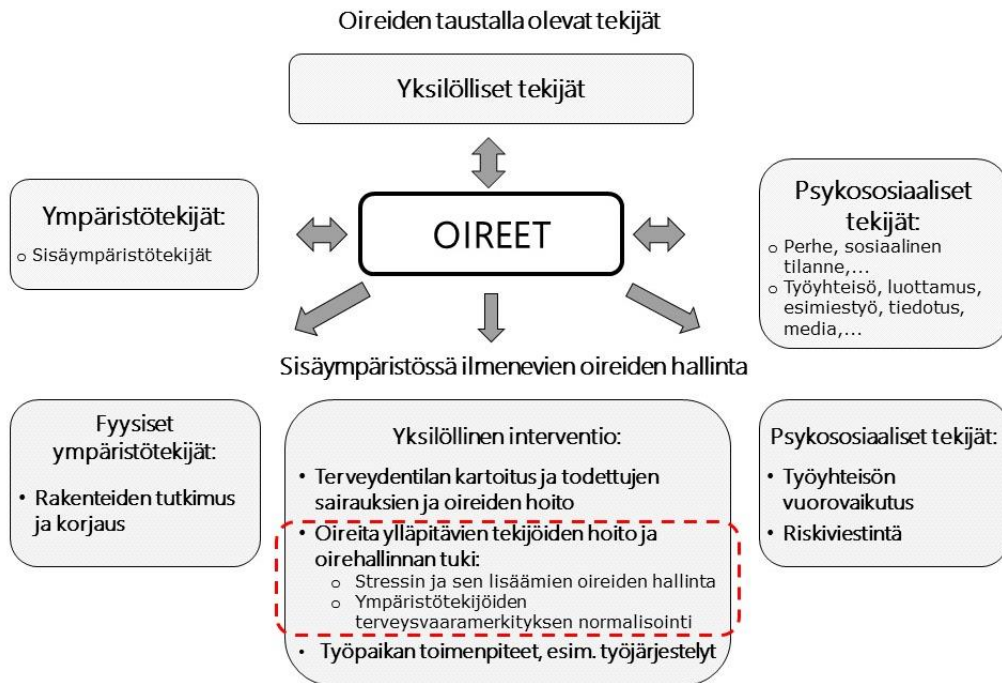 Oireiden taustalla olevat tekijät
Yksilölliset tekijät
Ympäristötekijät:
o Sisäympäristötekijät
OIREET
Psykososiaaliset
tekijät:
o Perhe, sosiaalinen
tilanne,...
o Työyhteisö, luottamus,
esimiestyö, tiedotus,
media,...
Sisäympäristössä ilmenevien oireiden hallinta
Fyysiset
ympäristötekijät:
• Rakenteiden tutkimus
ja korjaus
Yksilöllinen interventio:
• Terveydentilan kartoitus ja todettujen
sairauksien ja oireiden hoito
• Oireita ylläpitävien tekijöiden hoito ja
oirehallinnan tuki:
o Stressin ja sen lisäämien oireiden hallinta
o Ympäristötekijöiden
terveysvaaramerkityksen normalisointi
• Työpaikan toimenpiteet, esim. työjärjestelyt
Psykososiaaliset tekijät:
• Työyhteisön
vuorovaikutus
• Riskiviestintä